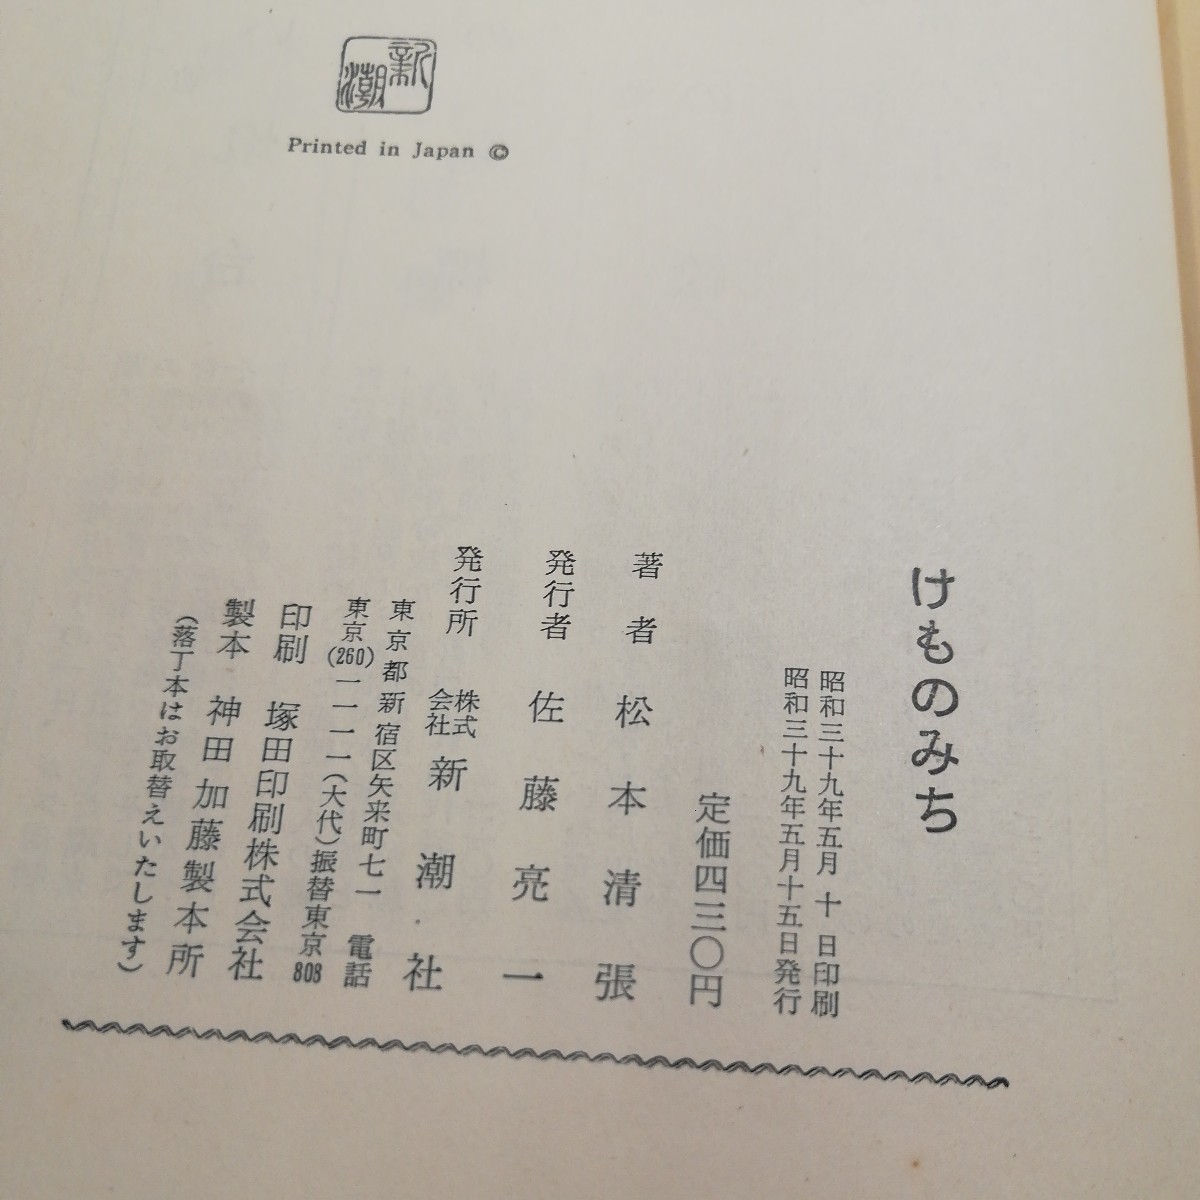 けものみち
昭和三十九年五月 十 日印刷
昭和三十九年五月十五日発行
定価四三〇円
著者 松本清張
発行者 佐藤亮一
発行所 株式会社 新潮社
東京都新宿区矢来町七一 電話
東京(260)一一一一(大代)振替東京808
印刷 塚田印刷株式会社
製本 神田加藤製本所
(落丁本はお取替えいたします)
新潮
Printed in Japan ©